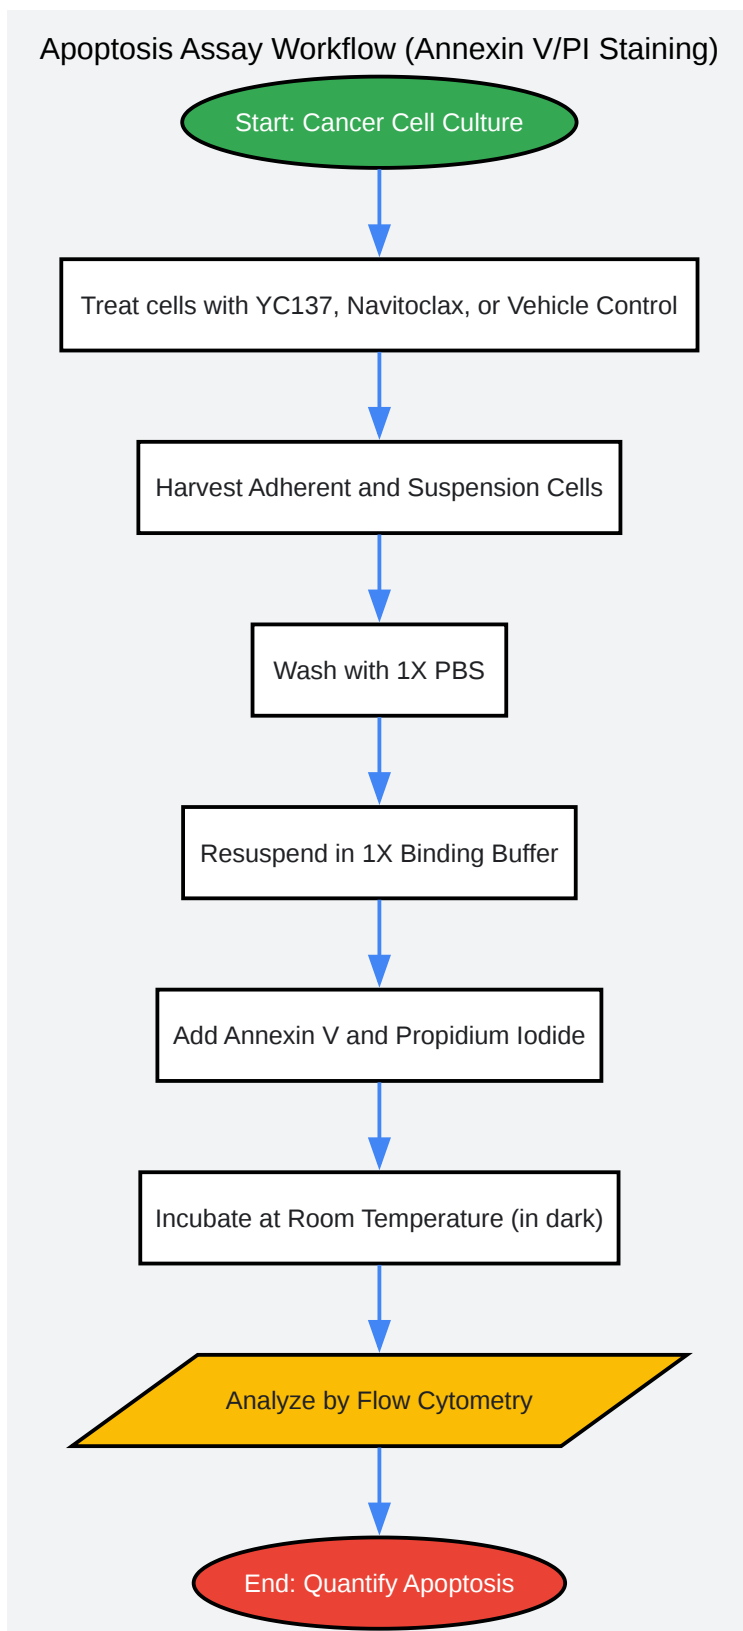 Apoptosis Assay Workflow (Annexin V/PI Staining)
Start: Cancer Cell Culture
Treat cells with YC137, Navitoclax, or Vehicle Control
Harvest Adherent and Suspension Cells
Wash with 1X PBS
Resuspend in 1X Binding Buffer
Add Annexin V and Propidium Iodide
Incubate at Room Temperature (in dark)
Analyze by Flow Cytometry
End: Quantify Apoptosis